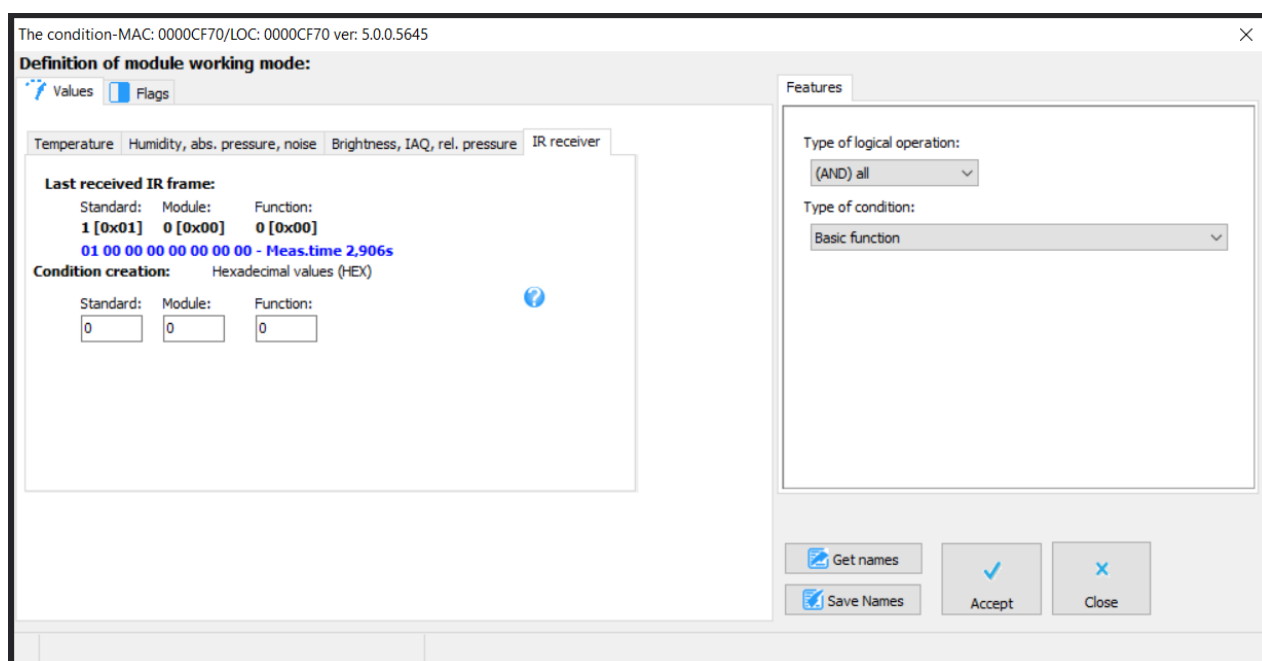 The condition-MAC: 0000CF70/LOC: 0000CF70 ver: 5.0.0.5645
Definition of module working mode:
Values Flags
Features
Temperature Humidity, abs. pressure, noise Brightness, IAQ, rel. pressure IR receiver
Type of logical operation:
(AND) all
Type of condition:
Basic function
Last received IR frame:
Standard: Module: Function:
1 [0x01] 0 [0x00] 0 [0x00]
01 00 00 00 00 00 00 00 - Meas.time 2,906s
Condition creation: Hexadecimal values (HEX)
Standard: Module: Function:
0 0 0
Get names
Save Names
Accept
Close